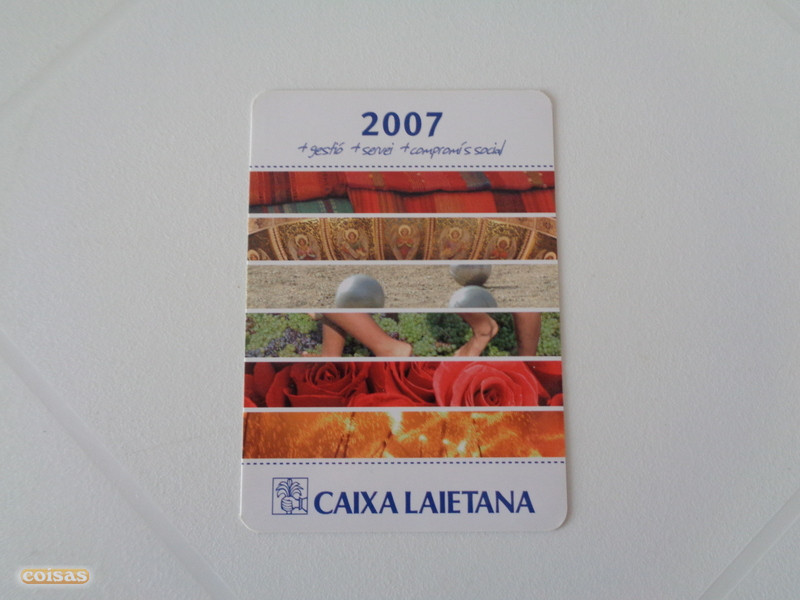 2007
+gestió +servei +compromís social
CAIXA LAIETANA
coisas